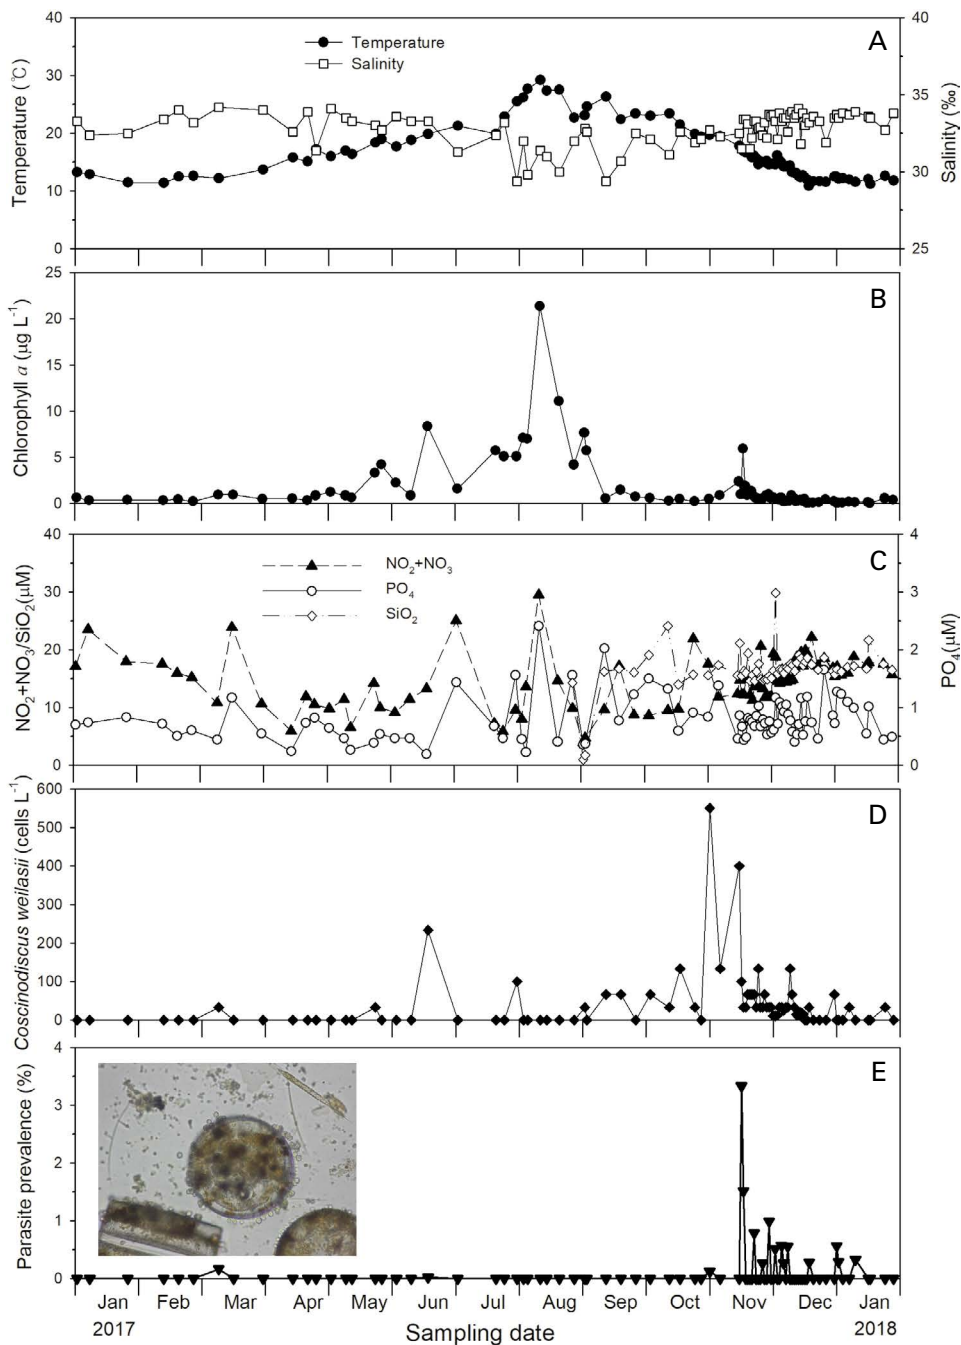 A
Temperature
Salinity
Temperature (℃)
40
30
20
10
0
Salinity (‰)
40
35
30
25
B
Chlorophyll a (μg L-1)
25
20
15
10
5
0
C
NO2+NO3
PO4
SiO2
NO2+NO3/SiO2(μM)
40
30
20
10
0
PO4(μM)
4
3
2
1
0
D
Coscinodiscus weilasii (cells L-1)
600
500
400
300
200
100
0
E
Parasite prevalence (%)
4
3
2
1
0
Jan Feb Mar Apr May Jun Jul Aug Sep Oct Nov Dec Jan
2017 2018
Sampling date